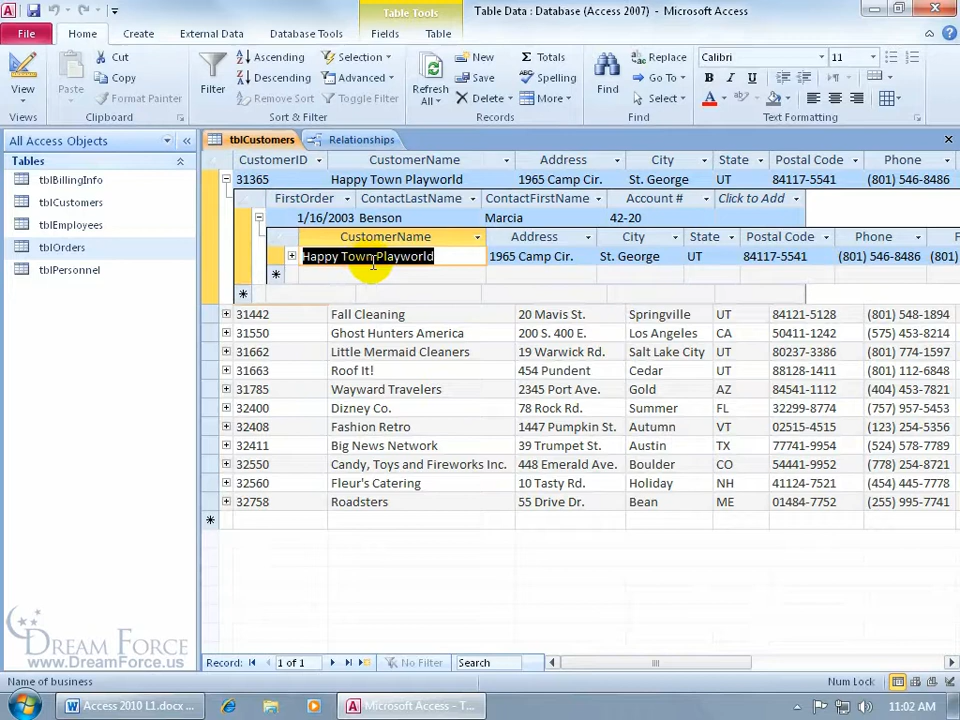 Table Tools
Table Data : Database (Access 2007) - Microsoft Access
File Home Create External Data Database Tools Fields Table
View
Views
Paste
Cut
Copy
Format Painter
Clipboard
Filter
Ascending
Descending
Remove Sort
Selection
Advanced
Toggle Filter
Sort & Filter
Refresh All
New
Save
Delete
Totals
Spelling
More
Records
Find
Replace
Go To
Select
Find
Calibri 11
B I U
Text Formatting
All Access Objects
Tables
tblBillingInfo
tblCustomers
tblEmployees
tblOrders
tblPersonnel
tblCustomers Relationships
CustomerID CustomerName Address City State Postal Code Phone
31365 Happy Town Playworld 1965 Camp Cir. St. George UT 84117-5541 (801) 546-8486
FirstOrder ContactLastName ContactFirstName Account # Click to Add
1/16/2003 Benson Marcia 42-20
CustomerName Address City State Postal Code Phone F
Happy Town Playworld 1965 Camp Cir. St. George UT 84117-5541 (801) 546-8486 (801)
31442 Fall Cleaning 20 Mavis St. Springville UT 84121-5128 (801) 548-1894
31550 Ghost Hunters America 200 S. 400 E. Los Angeles CA 50411-1242 (575) 453-8214
31662 Little Mermaid Cleaners 19 Warwick Rd. Salt Lake City UT 80237-3386 (801) 774-1597
31663 Roof It! 454 Pundent Cedar UT 88128-1411 (801) 112-6848
31785 Wayward Travelers 2345 Port Ave. Gold AZ 84541-1112 (404) 453-7821
32400 Dizney Co. 78 Rock Rd. Summer FL 32299-8774 (757) 957-5453
32408 Fashion Retro 1447 Pumpkin St. Autumn VT 02515-4515 (123) 254-5356
32411 Big News Network 39 Trumpet St. Austin TX 77741-9954 (524) 578-7789
32550 Candy, Toys and Fireworks Inc. 448 Emerald Ave. Boulder CO 54441-9952 (778) 254-8721
32560 Fleur's Catering 10 Tasty Rd. Holiday NH 41124-7521 (454) 445-7778
32758 Roadsters 55 Drive Dr. Bean ME 01484-7752 (255) 995-7741
DREAM FORCE
www.DreamForce.us
Record: 1 of 1 No Filter Search
Name of business Num Lock
Access 2010 L1.docx ... Microsoft Access - T... 11:02 AM